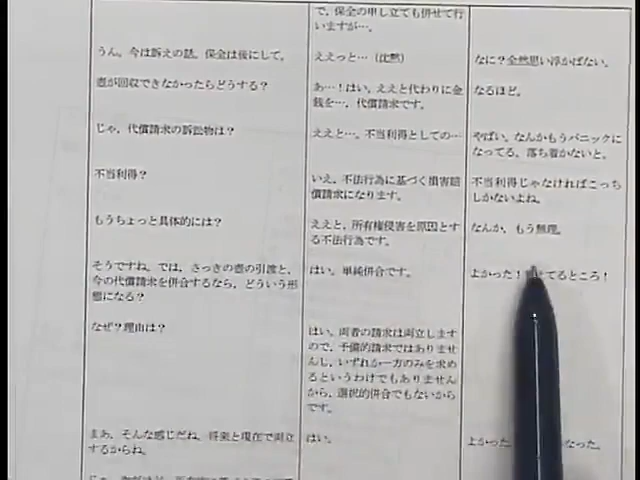 で、保全の申し立ても併せて行
いますが…。
うん。今は訴えの話。保全は後にして。
ええっと…（沈黙）
なに？全然思い浮かばない。
壺が回収できなかったらどうする？
あ…！はい。ええと代わりに金
銭を…、代償請求です。
なるほど。
じゃ、代償請求の訴訟物は？
ええと…。不当利得としての…
やばい、なんかもうパニックに
なってる。落ち着かないと。
不当利得？
いえ、不法行為に基づく損害賠
償請求になります。
不当利得じゃなければこっち
しかないよね。
もうちょっと具体的には？
ええと、所有権侵害を原因とす
る不法行為です。
なんか、もう無理。
そうですね。では、さっきの壺の引渡と、
今の代償請求を併合するなら、どういう形
態になる？
はい。単純併合です。
よかった！
てるところ！
なぜ？理由は？
はい。両者の請求は両立します
ので、予備的請求ではありませ
んし、いずれか一方のみを求め
るというわけでもありません
から、選択的併合でもないから
です。
まあ、そんな感じだね。将来と現在で両立
するからね。
はい。
よかった
なった。